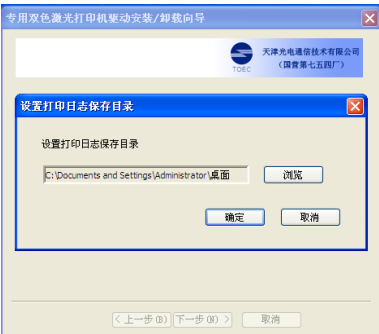 专用双色激光打印机驱动安装/卸载向导
天津光电通信技术有限公司
(国营第七五四厂)
TOEC
设置打印日志保存目录
设置打印日志保存目录
C:\Documents and Settings\Administrator\桌面
浏览
确定
取消
< 上一步(B)
下一步(N) >
取消